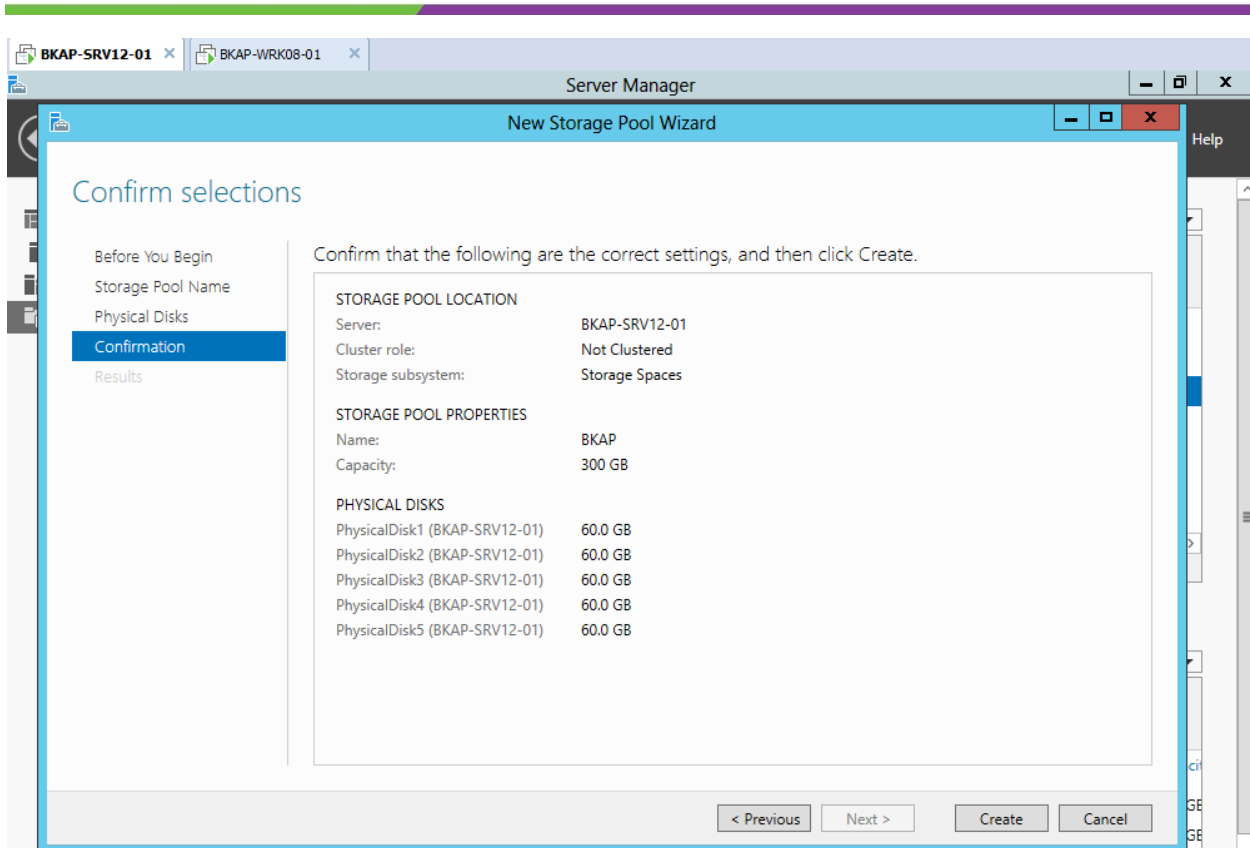 BKAP-SRV12-01
BKAP-WRK08-01
Server Manager
New Storage Pool Wizard
Help
Confirm selections
Before You Begin
Storage Pool Name
Physical Disks
Confirmation
Results
Confirm that the following are the correct settings, and then click Create.
STORAGE POOL LOCATION
Server: BKAP-SRV12-01
Cluster role: Not Clustered
Storage subsystem: Storage Spaces
STORAGE POOL PROPERTIES
Name: BKAP
Capacity: 300 GB
PHYSICAL DISKS
PhysicalDisk1 (BKAP-SRV12-01) 60.0 GB
PhysicalDisk2 (BKAP-SRV12-01) 60.0 GB
PhysicalDisk3 (BKAP-SRV12-01) 60.0 GB
PhysicalDisk4 (BKAP-SRV12-01) 60.0 GB
PhysicalDisk5 (BKAP-SRV12-01) 60.0 GB
< Previous Next > Create Cancel